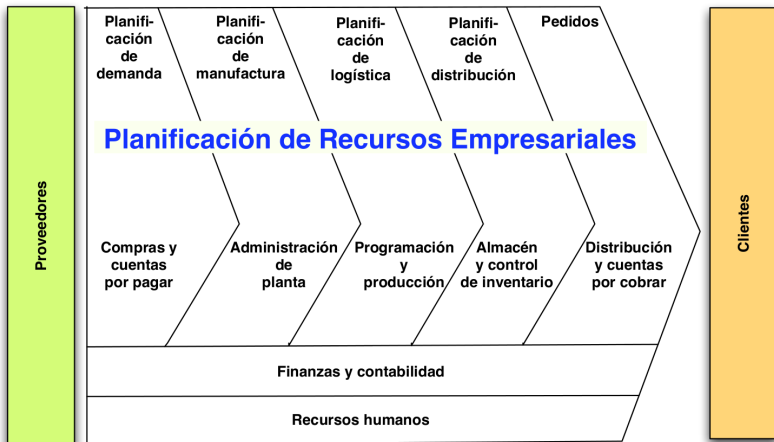 Proveedores
Planifi-
cación
de
demanda
Planifi-
cación
de
manufactura
Planifi-
cación
de
logística
Planifi-
cación
de
distribución
Pedidos
Planificación de Recursos Empresariales
Compras y
cuentas
por pagar
Administración
de
planta
Programación
y
producción
Almacén
y control
de inventario
Distribución
y cuentas
por cobrar
Finanzas y contabilidad
Recursos humanos
Clientes